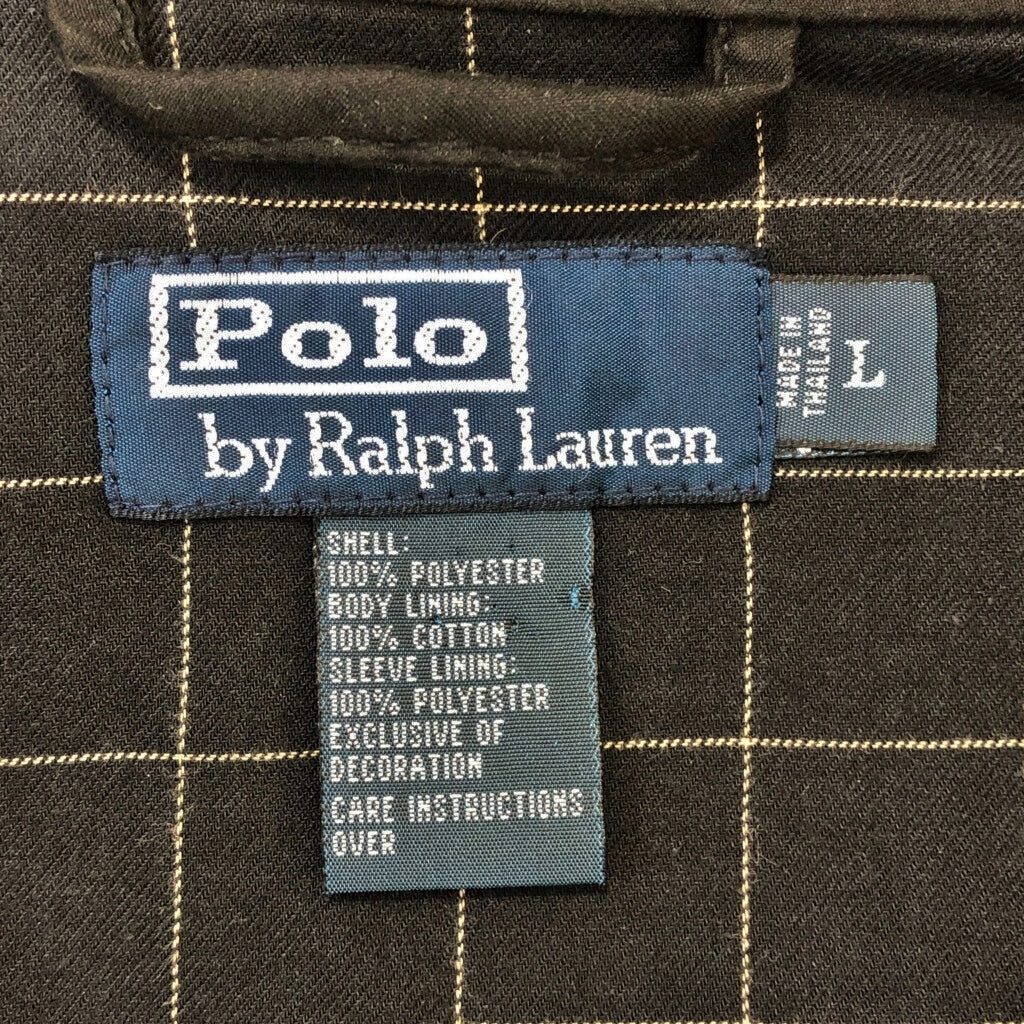 Polo
by Ralph Lauren
MADE IN
THAILAND
L
SHELL:
100% POLYESTER
BODY LINING:
100% COTTON
SLEEVE LINING:
100% POLYESTER
EXCLUSIVE OF
DECORATION
CARE INSTRUCTIONS
OVER